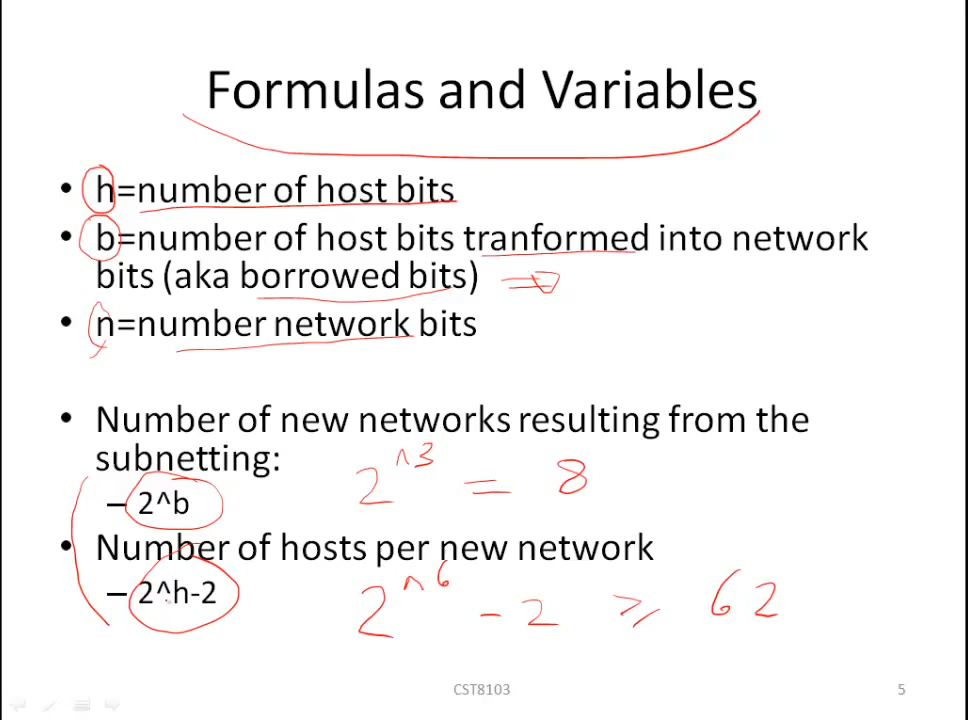 Formulas and Variables
• h=number of host bits
• b=number of host bits tranformed into network
bits (aka borrowed bits) ⇒
• n=number network bits
• Number of new networks resulting from the
subnetting:
2^3 = 8
– 2^b
• Number of hosts per new network
– 2^h-2
2^6 - 2 >= 62
CST8103
5